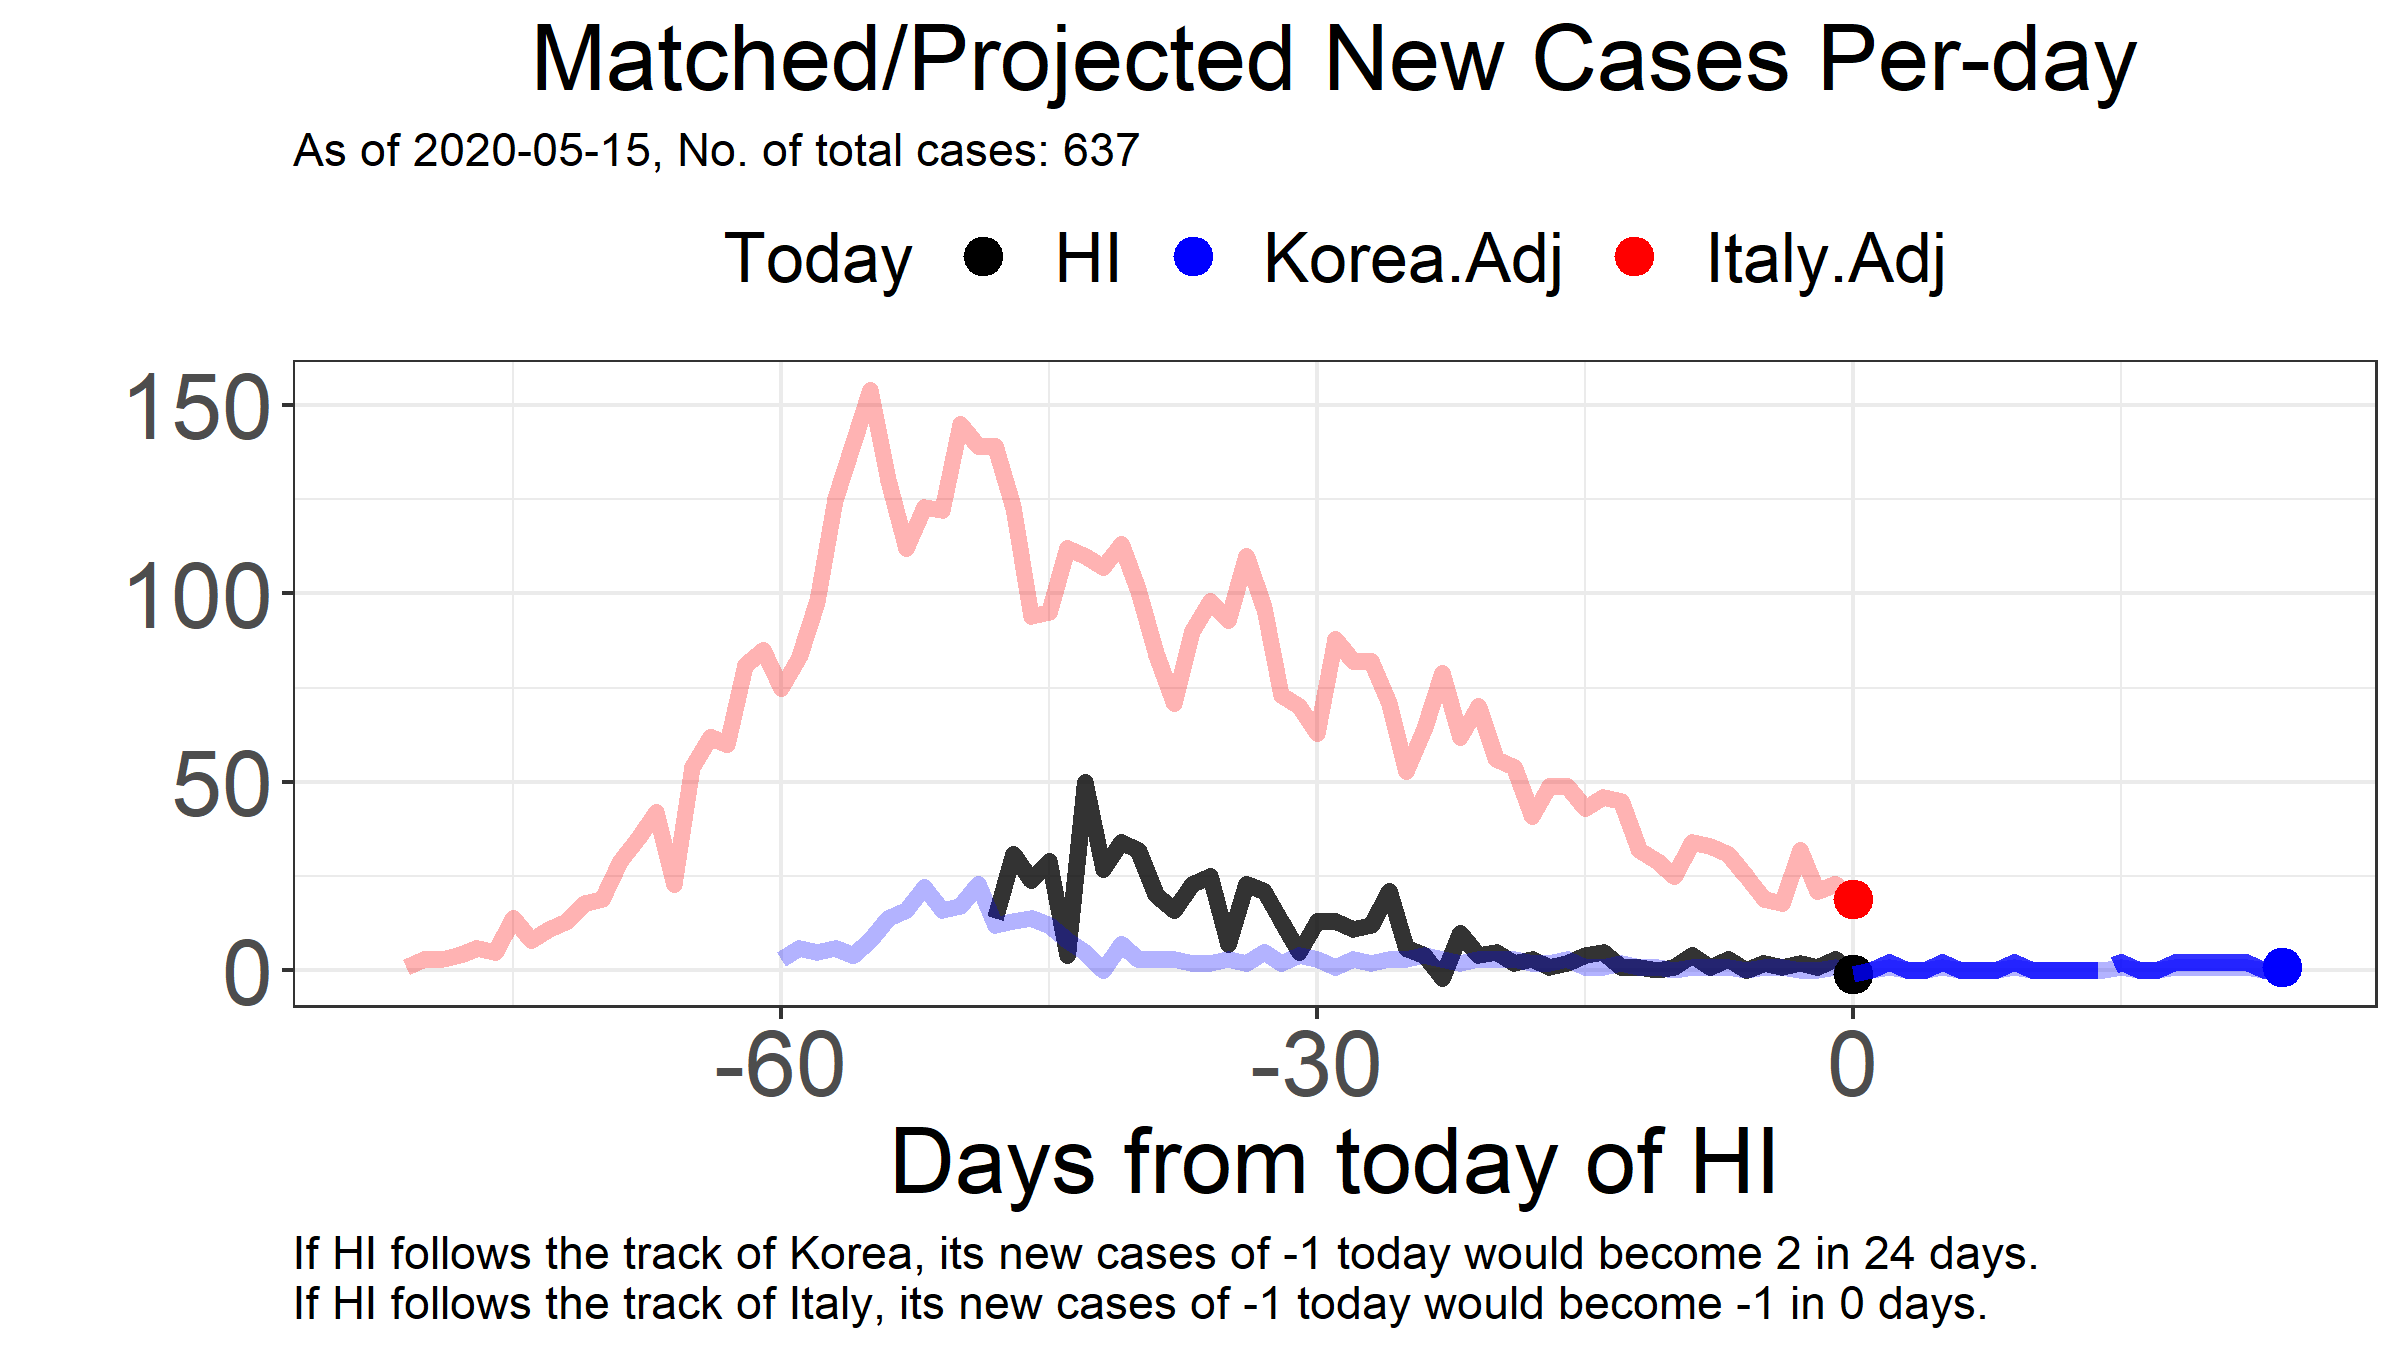 Matched/Projected New Cases Per-day
As of 2020-05-15, No. of total cases: 637
Today HI Korea.Adj Italy.Adj
150
100
50
0
-60 -30 0
Days from today of HI
If HI follows the track of Korea, its new cases of -1 today would become 2 in 24 days.
If HI follows the track of Italy, its new cases of -1 today would become -1 in 0 days.